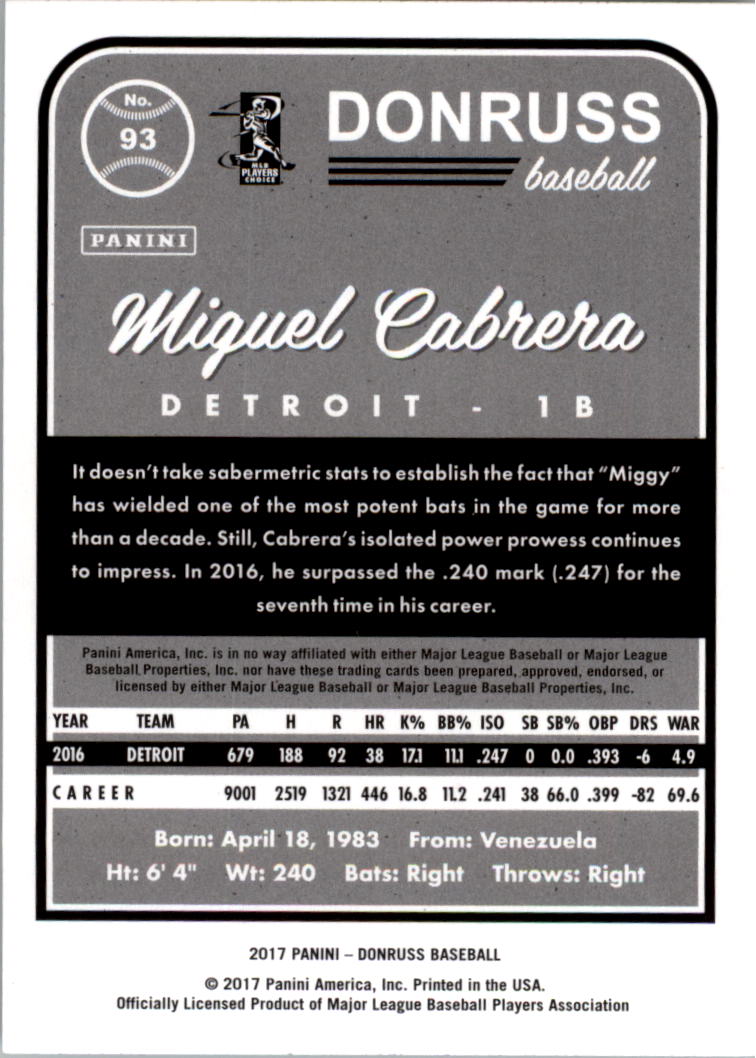 No.
93
MLB
PLAYERS
CHOICE
DONRUSS
baseball
PANINI
Miguel Cabrera
DETROIT - 1B
It doesn't take sabermetric stats to establish the fact that "Miggy"
has wielded one of the most potent bats in the game for more
than a decade. Still, Cabrera's isolated power prowess continues
to impress. In 2016, he surpassed the .240 mark (.247) for the
seventh time in his career.
Panini America, Inc. is in no way affiliated with either Major League Baseball or Major League
Baseball Properties, Inc. nor have these trading cards been prepared, approved, endorsed, or
licensed by either Major League Baseball or Major League Baseball Properties, Inc.
YEAR TEAM PA H R HR K% BB% ISO SB SB% OBP DRS WAR
2016 DETROIT 679 188 92 38 17.1 11.1 .247 0 0.0 .393 -6 4.9
CAREER 9001 2519 1321 446 16.8 11.2 .241 38 66.0 .399 -82 69.6
Born: April 18, 1983 From: Venezuela
Ht: 6' 4" Wt: 240 Bats: Right Throws: Right
2017 PANINI – DONRUSS BASEBALL
© 2017 Panini America, Inc. Printed in the USA.
Officially Licensed Product of Major League Baseball Players Association